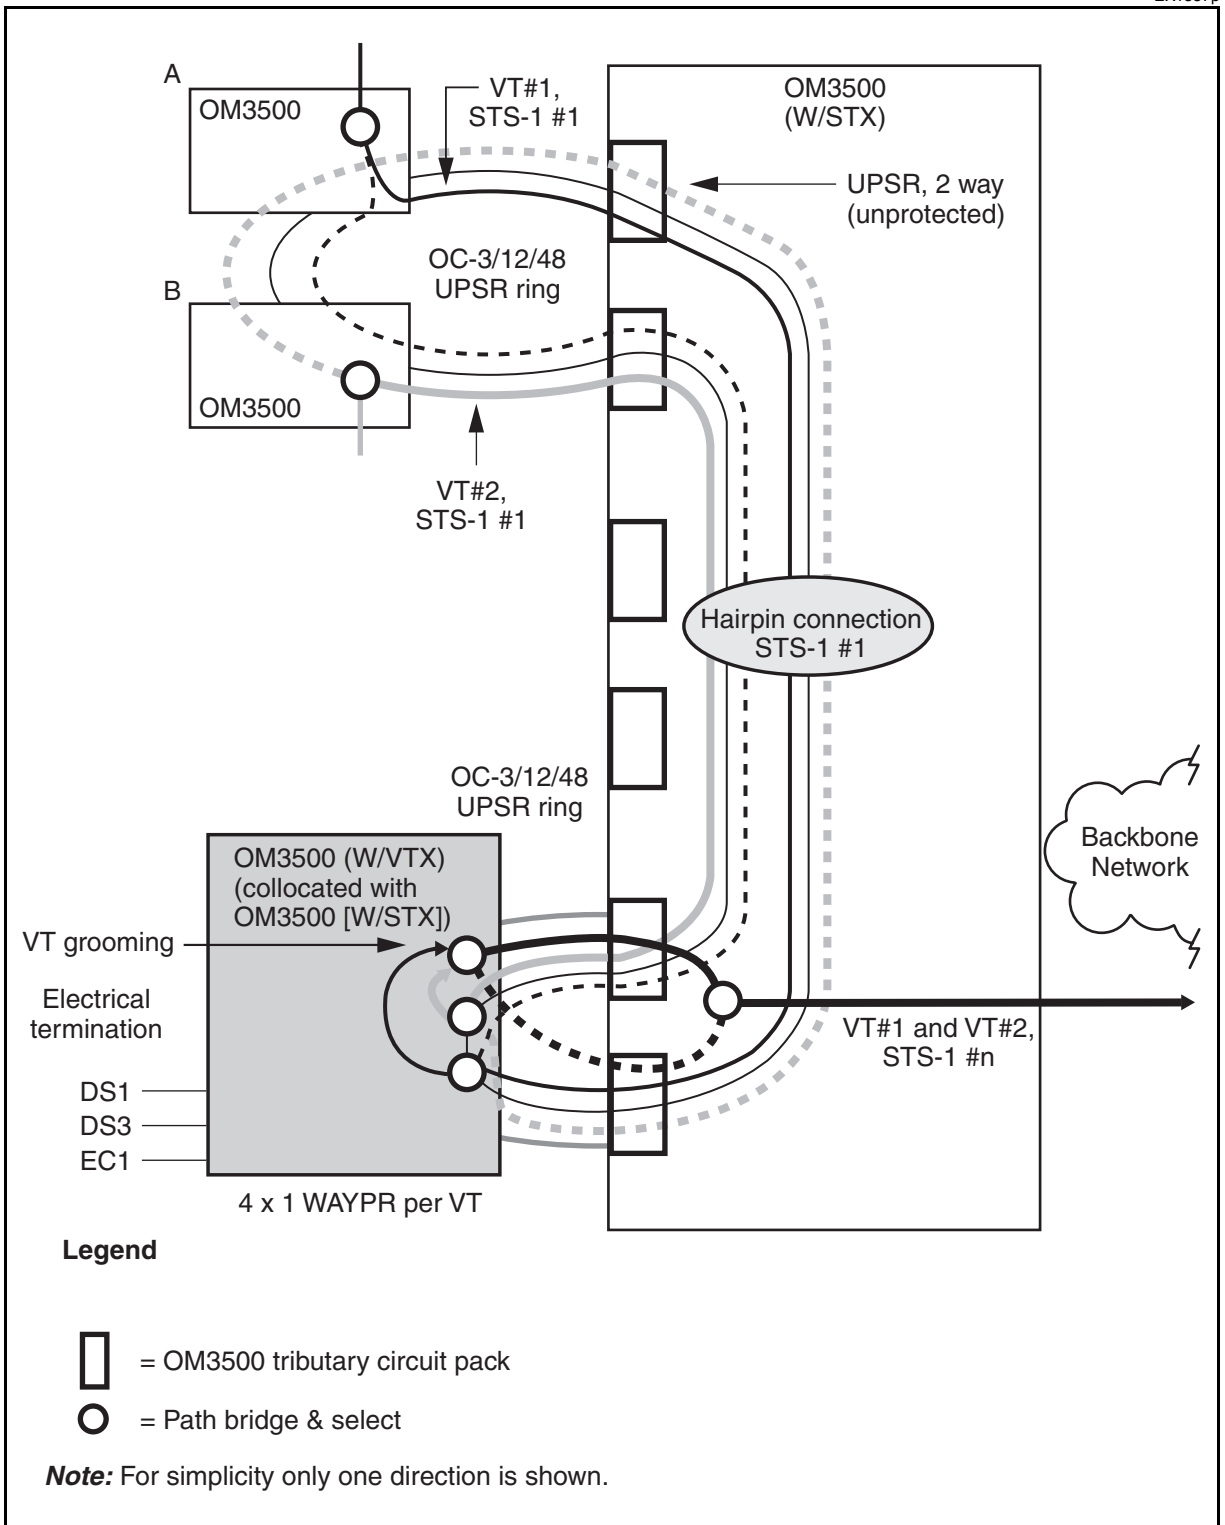 A
OM3500
VT#1,
STS-1 #1
OM3500
(W/STX)
UPSR, 2 way
(unprotected)
OC-3/12/48
UPSR ring
B
OM3500
VT#2,
STS-1 #1
Hairpin connection
STS-1 #1
OC-3/12/48
UPSR ring
Backbone
Network
OM3500 (W/VTX)
(collocated with
OM3500 [W/STX])
VT grooming
Electrical
termination
VT#1 and VT#2,
STS-1 #n
DS1
DS3
EC1
4 x 1 WAYPR per VT
Legend
= OM3500 tributary circuit pack
= Path bridge & select
Note: For simplicity only one direction is shown.